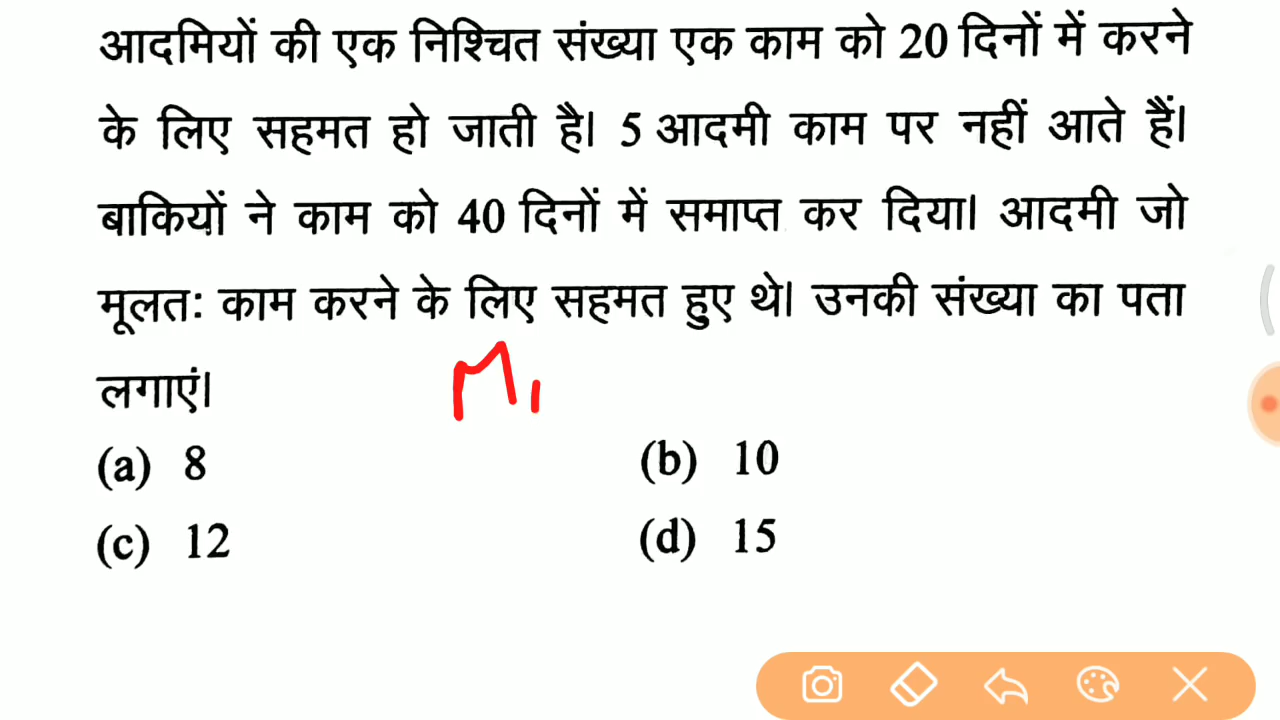 आदमियों की एक निश्चित संख्या एक काम को 20 दिनों में करने
के लिए सहमत हो जाती है। 5 आदमी काम पर नहीं आते हैं।
बाकियों ने काम को 40 दिनों में समाप्त कर दिया। आदमी जो
मूलतः काम करने के लिए सहमत हुए थे। उनकी संख्या का पता
लगाएं।
M₁
(a) 8 (b) 10
(c) 12 (d) 15